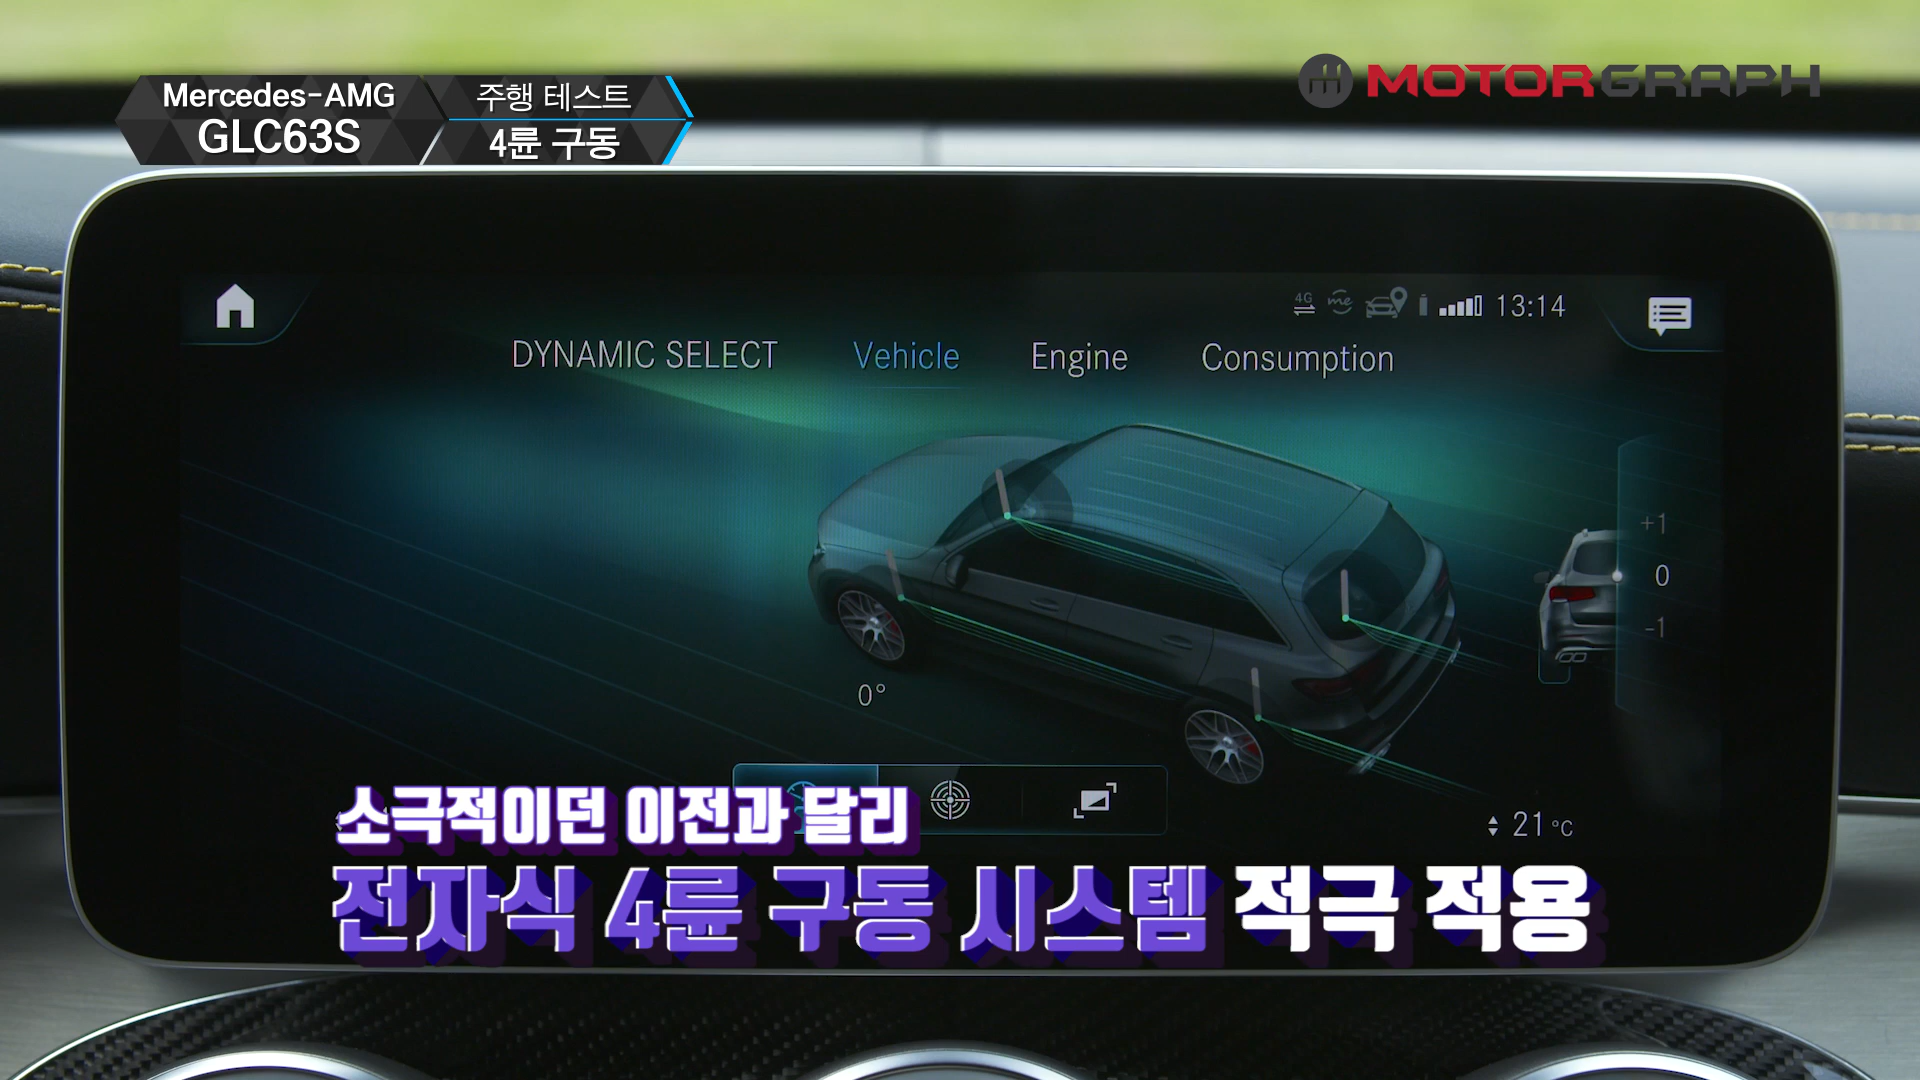 Mercedes-AMG
GLC63S
주행 테스트
4륜 구동
MOTORGRAPH
4G
me
13:14
DYNAMIC SELECT
Vehicle
Engine
Consumption
+1
0
-1
0°
21°C
소극적이던 이전과 달리
전자식 4륜 구동 시스템 적극 적용